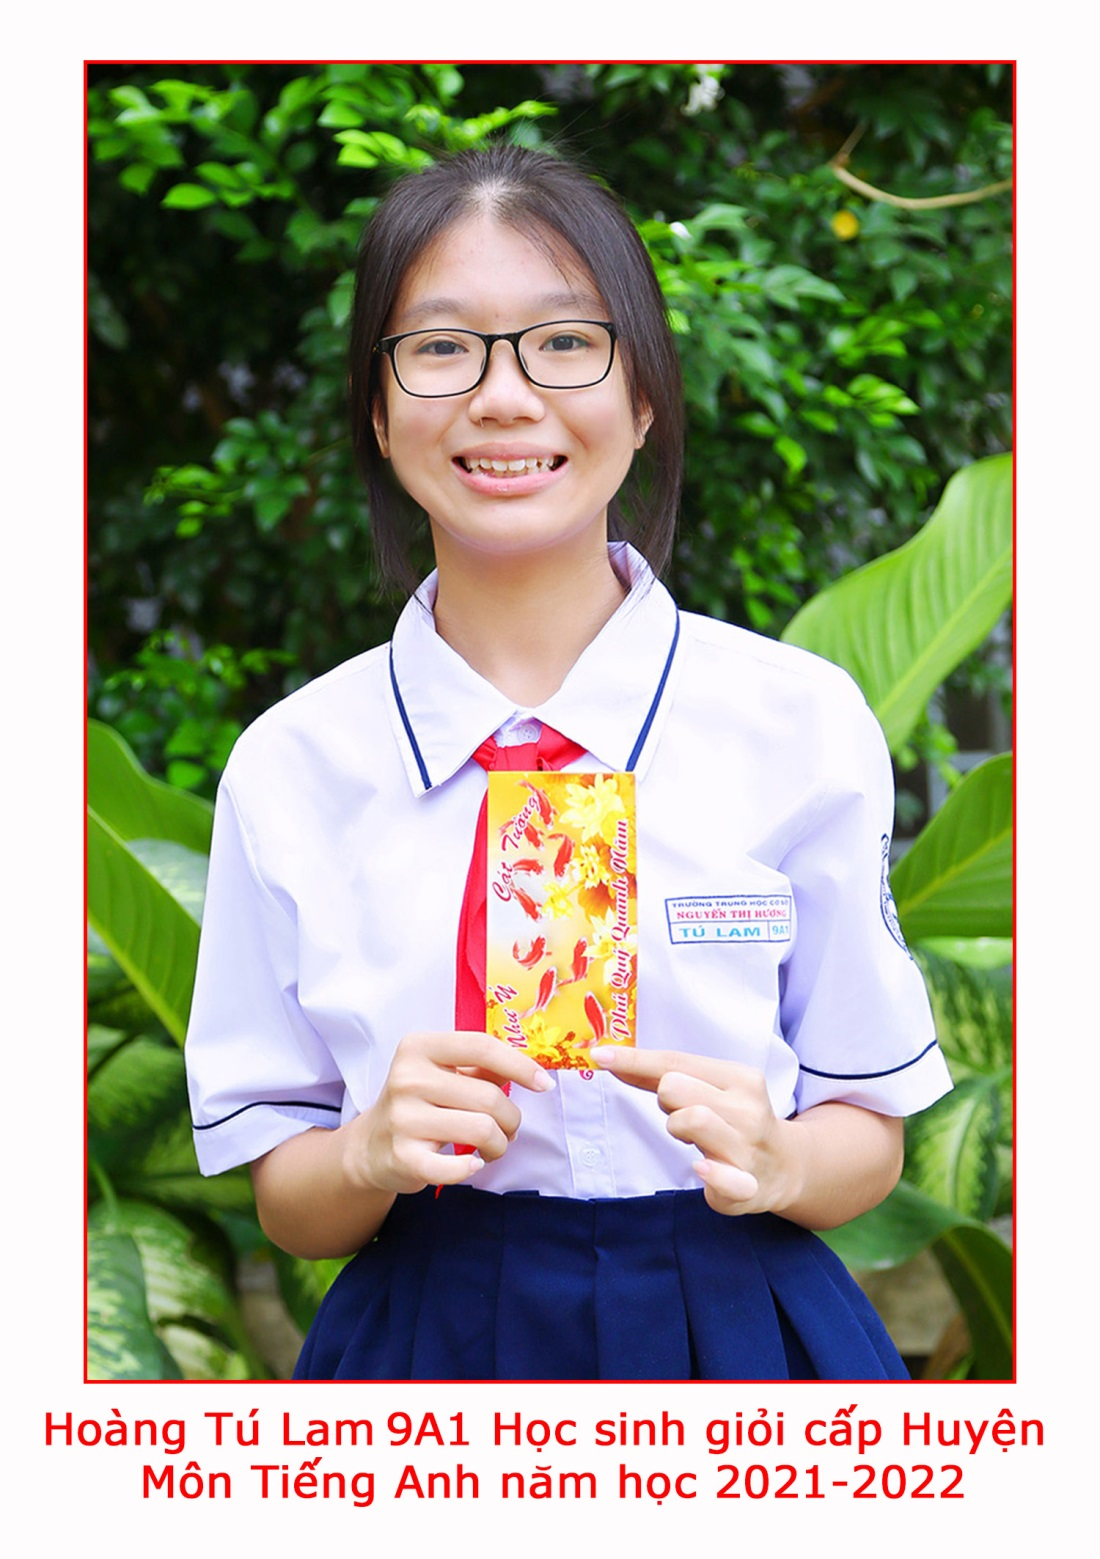 Cát Tường
Như Ý
Phú Quý Quanh Năm
TRƯỜNG TRUNG HỌC CƠ SỞ
NGUYỄN THỊ HƯƠNG
TÚ LAM 9A1
Hoàng Tú Lam 9A1 Học sinh giỏi cấp Huyện
Môn Tiếng Anh năm học 2021-2022